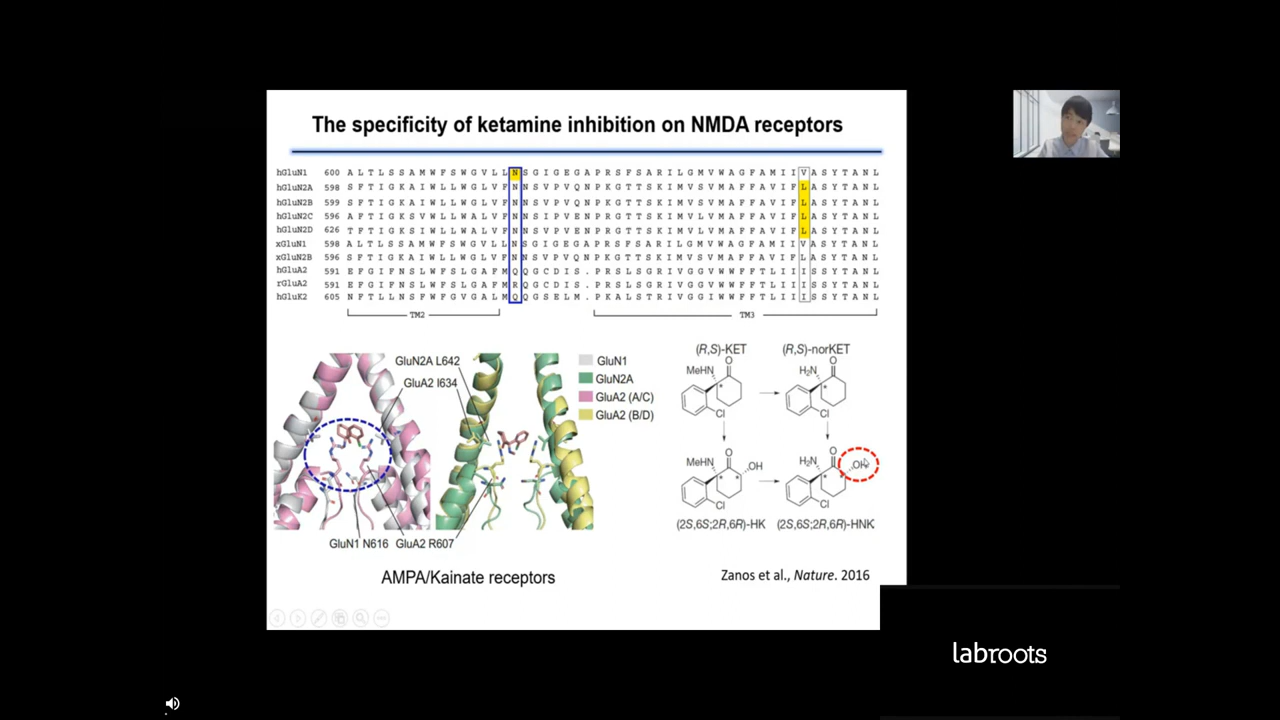 The specificity of ketamine inhibition on NMDA receptors
hGluN1 600 A L T L S S A M W F S W G V L L N S G I G E G A P R S F S A R I L G M V W A G F A M I I V A S Y T A N L
hGluN2A 598 S F T I G K A I W L L W G L V F N N S V P V Q N P K G T T S K I M V S V M A F F A V I F L A S Y T A N L
hGluN2B 599 S F T I G K A I W L L W G L V F N N S V P V Q N P K G T T S K I M V S V M A F F A V I F L A S Y T A N L
hGluN2C 596 A F T I G K S V W L L W A L V F N N S I P V E N P R G T T S K I M V L V M A F F A V I F L A S Y T A N L
hGluN2D 626 T F T I G K S I W L L W A L V F N N S V P V E N P R G T T S K I M V L V M A F F A V I F L A S Y T A N L
xGluN1 598 A L T L S S A M W F S W G V L L N S G I G E G A P R S F S A R I L G M V W A G F A M I I V A S Y T A N L
xGluN2B 596 S F T I G K A I W L L W G L V F N N S V P V Q N P K G T T S K I M V S V M A F F A V I F L A S Y T A N L
hGluA2 591 E F G I F N S L W F S L G A F M Q Q G C D I S . P R S L S G R I V G G V W W F F T L I I I S S Y T A N L
rGluA2 591 E F G I F N S L W F S L G A F M R Q G C D I S . P R S L S G R I V G G V W W F F T L I I I S S Y T A N L
hGluK2 605 N F T L L N S F W F G V G A L M Q Q G S E L M . P K A L S T R I V G G I W W F F T L I I I S S Y T A N L
TM2 TM3
GluN2A L642
GluA2 I634
GluN1
GluN2A
GluA2 (A/C)
GluA2 (B/D)
GluN1 N616 GluA2 R607
AMPA/Kainate receptors
(R,S)-KET (R,S)-norKET
O O
MeHN H₂N
* *
Cl Cl
O O
MeHN OH H₂N OH
* * * *
Cl Cl
(2S,6S;2R,6R)-HK (2S,6S;2R,6R)-HNK
Zanos et al., Nature. 2016
labroots